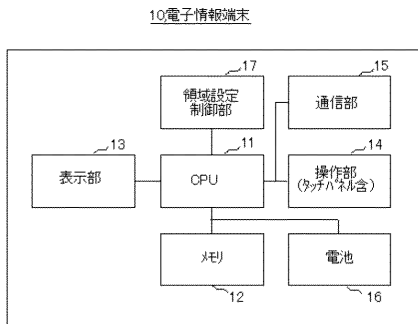 10,電子情報端末
17
15
領域設定
制御部
通信部
13
11
14
表示部
CPU
操作部
(タッチパネル含)
メモリ
電池
12
16